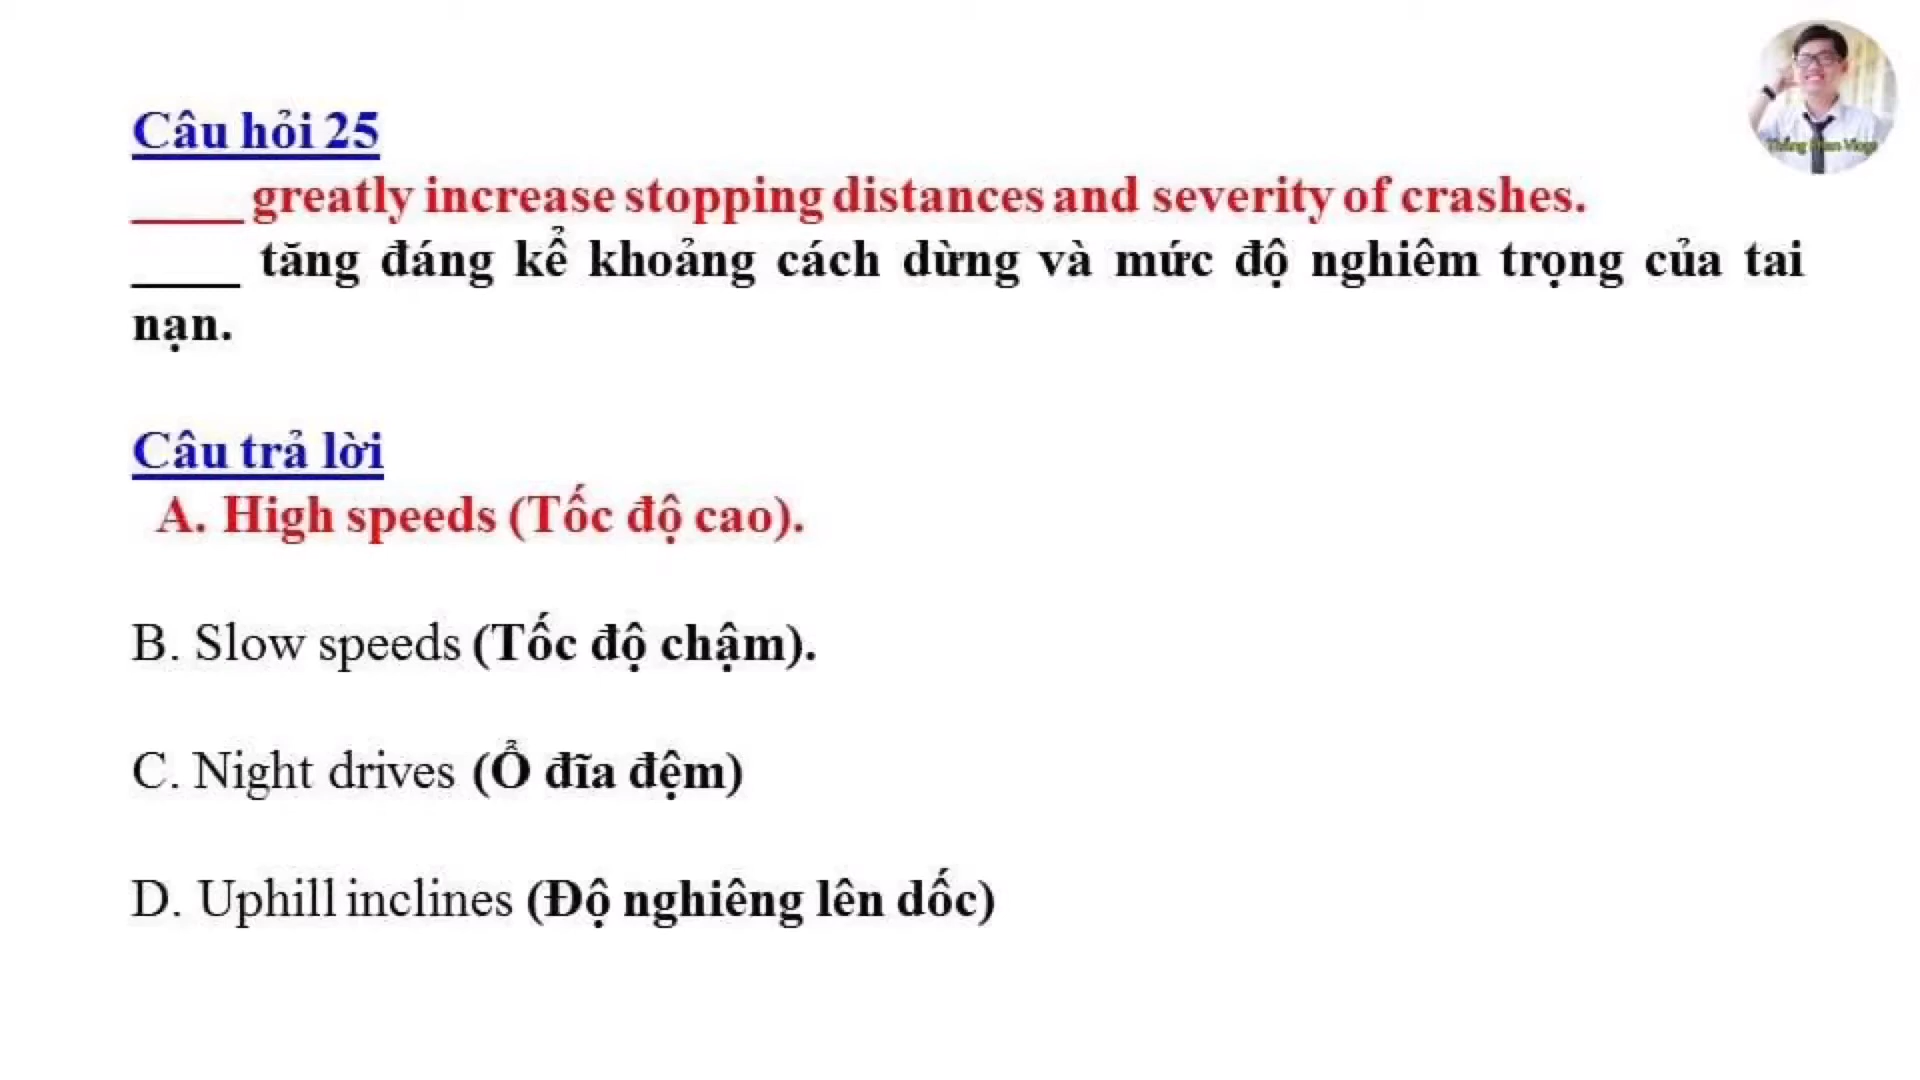 Câu hỏi 25
____ greatly increase stopping distances and severity of crashes.
____ tăng đáng kể khoảng cách dừng và mức độ nghiêm trọng của tai
nạn.
Câu trả lời
A. High speeds (Tốc độ cao).
B. Slow speeds (Tốc độ chậm).
C. Night drives (Ổ đĩa đệm)
D. Uphill inclines (Độ nghiêng lên dốc)